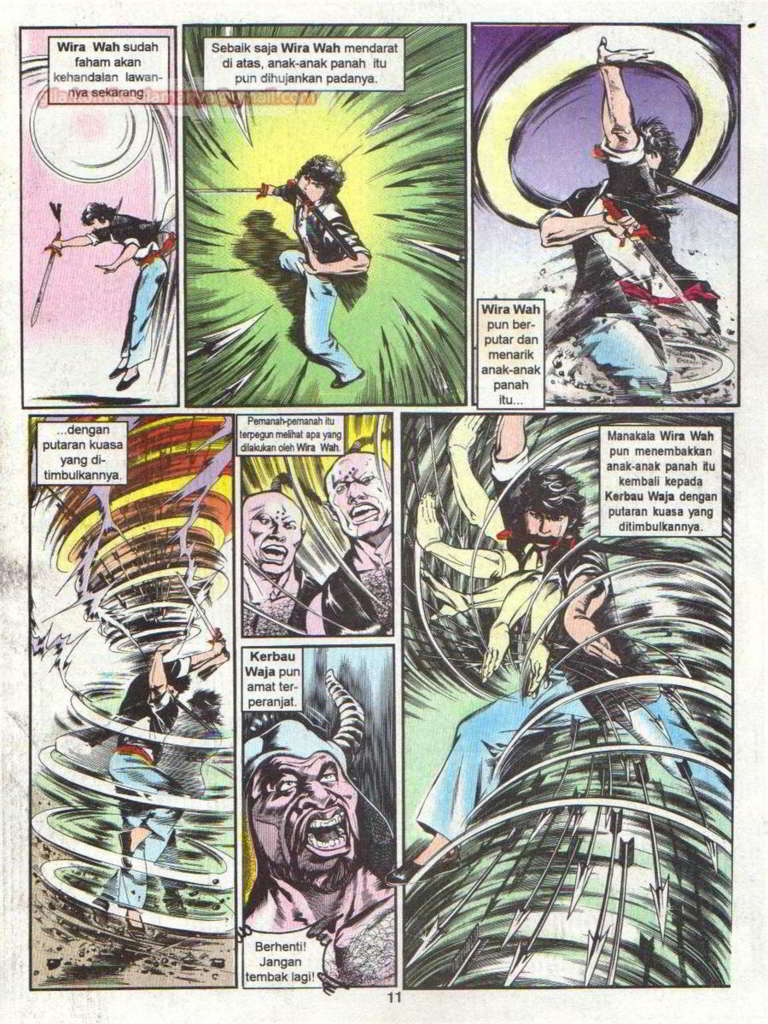 Wira Wah sudah
faham akan
kehandalan lawan-
nya sekarang.
Sebaik saja Wira Wah mendarat
di atas, anak-anak panah itu
pun dihujankan padanya.
Wira Wah
pun ber-
putar dan
menarik
anak-anak
panah
itu...
...dengan
putaran kuasa
yang di-
timbulkannya.
Pemanah-pemanah itu
terpegun melihat apa yang
dilakukan oleh Wira Wah.
Kerbau
Waja pun
amat ter-
peranjat.
Berhenti!
Jangan
tembak lagi!
Manakala Wira Wah
pun menembakkan
anak-anak panah itu
kembali kepada
Kerbau Waja dengan
putaran kuasa yang
ditimbulkannya.
11